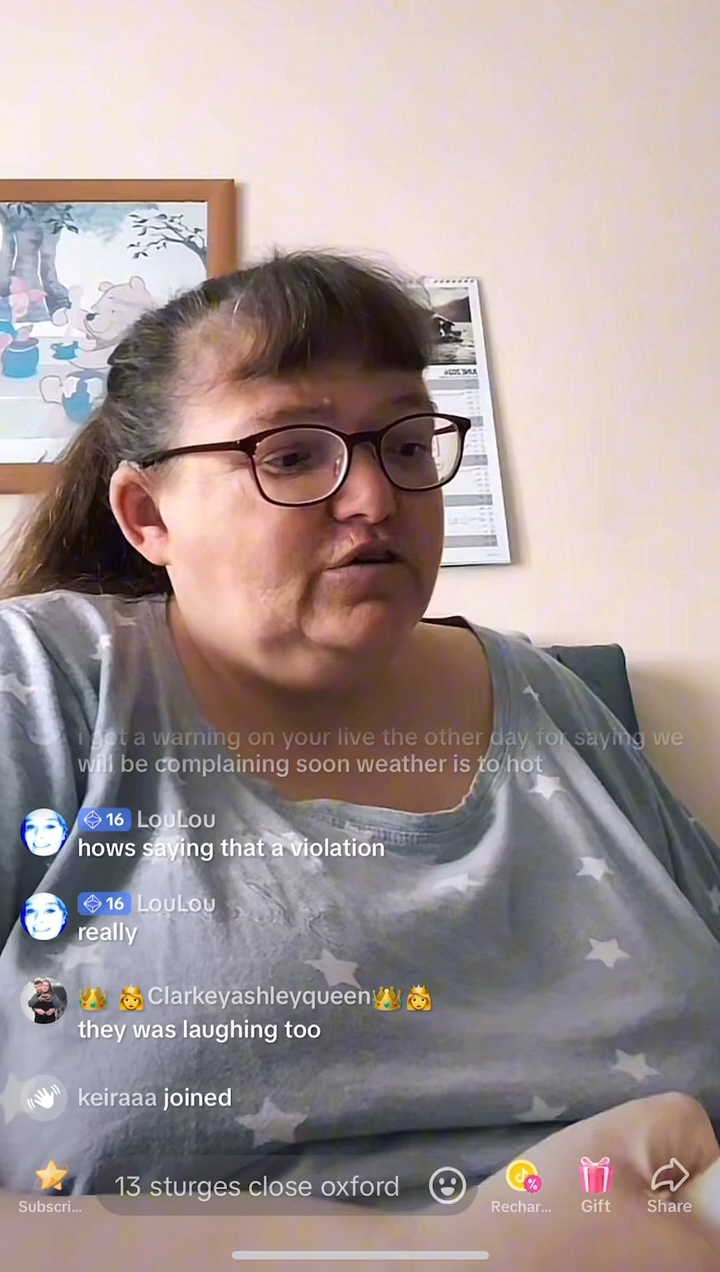 JUNE 2024
i got a warning on your live the other day for saying we
will be complaining soon weather is to hot
16 LouLou
hows saying that a violation
16 LouLou
really
👑 👸Clarkeyashleyqueen👑👸
they was laughing too
keiraaa joined
13 sturges close oxford
Subscri...
Rechar...
Gift
Share